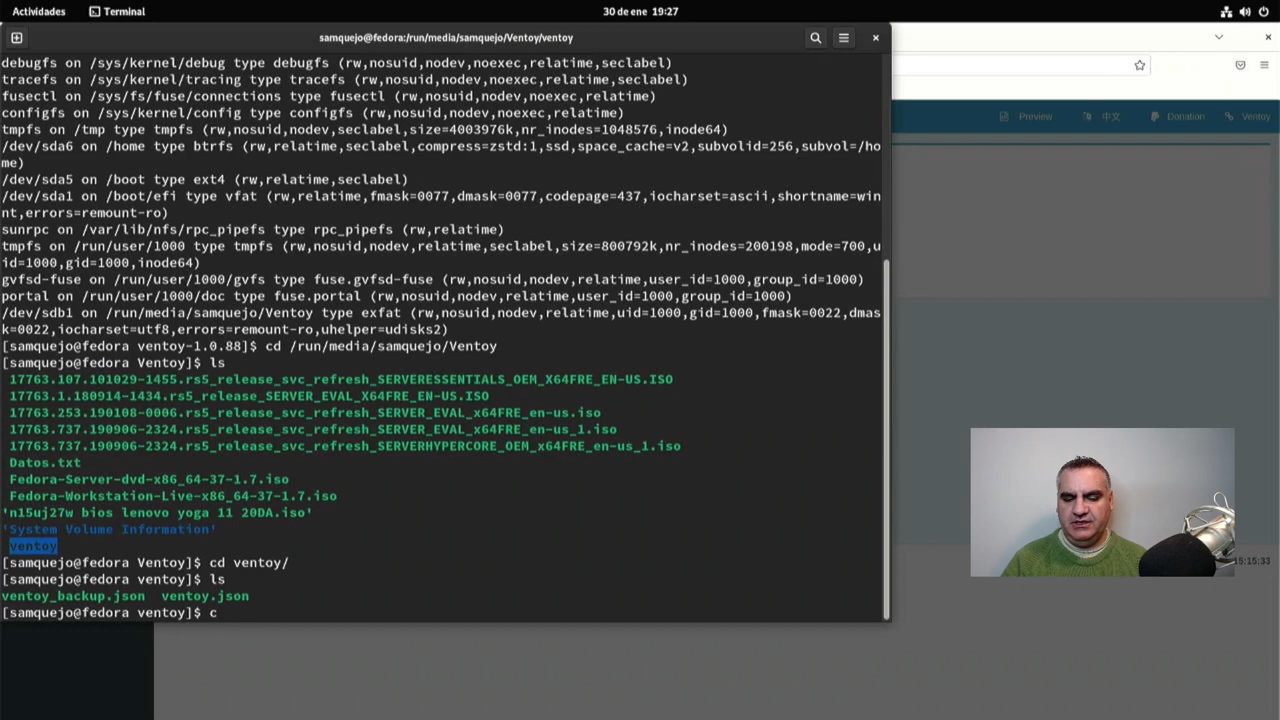 Actividades
Terminal
30 de ene 19:27
samquejo@fedora:/run/media/samquejo/Ventoy/ventoy
debugfs on /sys/kernel/debug type debugfs (rw,nosuid,nodev,noexec,relatime,seclabel)
tracefs on /sys/kernel/tracing type tracefs (rw,nosuid,nodev,noexec,relatime,seclabel)
fusectl on /sys/fs/fuse/connections type fusectl (rw,nosuid,nodev,noexec,relatime)
configfs on /sys/kernel/config type configfs (rw,nosuid,nodev,noexec,relatime)
tmpfs on /tmp type tmpfs (rw,nosuid,nodev,seclabel,size=4003976k,nr_inodes=1048576,inode64)
/dev/sda6 on /home type btrfs (rw,relatime,seclabel,compress=zstd:1,ssd,space_cache=v2,subvolid=256,subvol=/ho
me)
/dev/sda5 on /boot type ext4 (rw,relatime,seclabel)
/dev/sda1 on /boot/efi type vfat (rw,relatime,fmask=0077,dmask=0077,codepage=437,iocharset=ascii,shortname=win
nt,errors=remount-ro)
sunrpc on /var/lib/nfs/rpc_pipefs type rpc_pipefs (rw,relatime)
tmpfs on /run/user/1000 type tmpfs (rw,nosuid,nodev,relatime,seclabel,size=800792k,nr_inodes=200198,mode=700,u
id=1000,gid=1000,inode64)
gvfsd-fuse on /run/user/1000/gvfs type fuse.gvfsd-fuse (rw,nosuid,nodev,relatime,user_id=1000,group_id=1000)
portal on /run/user/1000/doc type fuse.portal (rw,nosuid,nodev,relatime,user_id=1000,group_id=1000)
/dev/sdb1 on /run/media/samquejo/Ventoy type exfat (rw,nosuid,nodev,relatime,uid=1000,gid=1000,fmask=0022,dmas
k=0022,iocharset=utf8,errors=remount-ro,uhelper=udisks2)
[samquejo@fedora ventoy-1.0.88]$ cd /run/media/samquejo/Ventoy
[samquejo@fedora Ventoy]$ ls
17763.107.101029-1455.rs5_release_svc_refresh_SERVERESSENTIALS_OEM_X64FRE_EN-US.ISO
17763.1.180914-1434.rs5_release_SERVER_EVAL_X64FRE_EN-US.ISO
17763.253.190108-0006.rs5_release_svc_refresh_SERVER_EVAL_x64FRE_en-us.iso
17763.737.190906-2324.rs5_release_svc_refresh_SERVER_EVAL_x64FRE_en-us_1.iso
17763.737.190906-2324.rs5_release_svc_refresh_SERVERHYPERCORE_OEM_x64FRE_en-us_1.iso
Datos.txt
Fedora-Server-dvd-x86_64-37-1.7.iso
Fedora-Workstation-Live-x86_64-37-1.7.iso
'n15uj27w bios lenovo yoga 11 20DA.iso'
'System Volume Information'
ventoy
[samquejo@fedora Ventoy]$ cd ventoy/
[samquejo@fedora ventoy]$ ls
ventoy_backup.json ventoy.json
[samquejo@fedora ventoy]$ c
Preview
中文
Donation
Ventoy
15:15:33